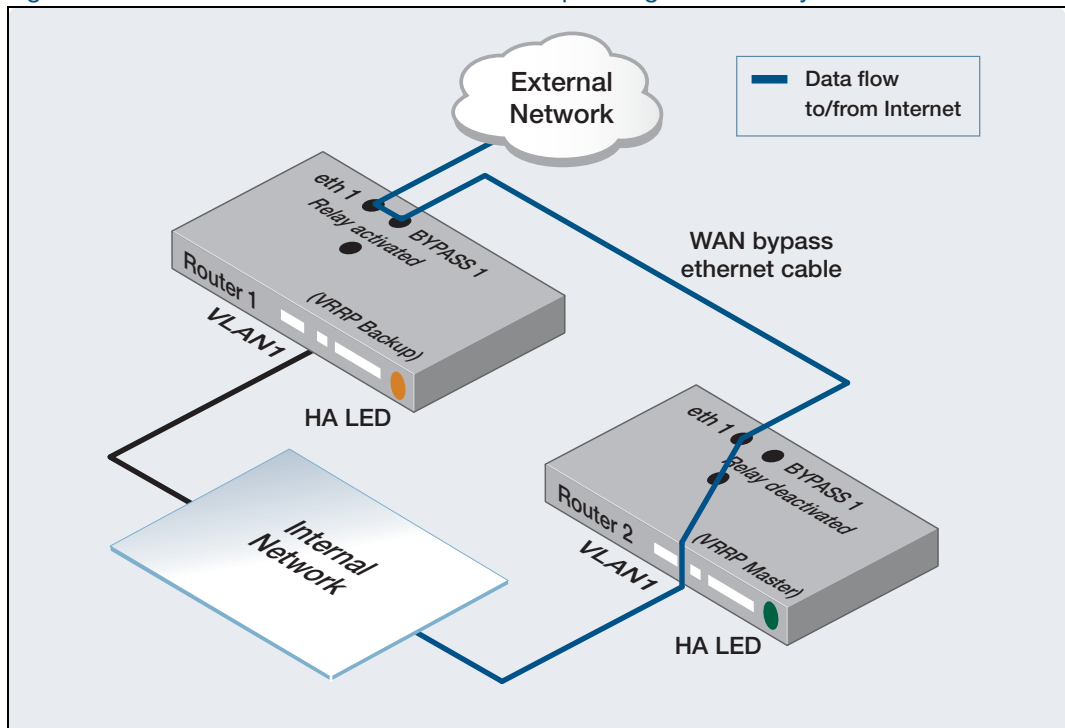 External
Network
Data flow
to/from Internet
eth 1
BYPASS 1
Relay activated
WAN bypass
ethernet cable
Router 1
(VRRP Backup)
VLAN1
HA LED
eth 1
BYPASS 1
Relay deactivated
Router 2
(VRRP Master)
VLAN1
HA LED
Internal
Network